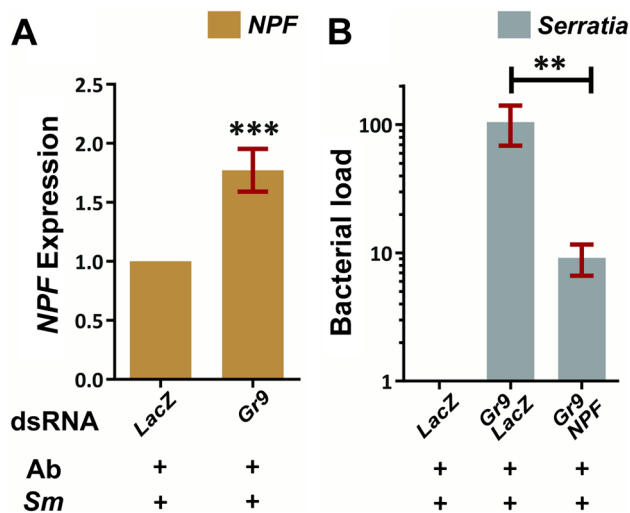 A
NPF
2.5
2.0
1.5
1.0
0.5
0.0
NPF Expression
***
dsRNA
LacZ
Gr9
Ab + +
Sm + +
B
Serratia
**
100
10
1
Bacterial load
LacZ
Gr9
LacZ
Gr9
NPF
+ + +
+ + +